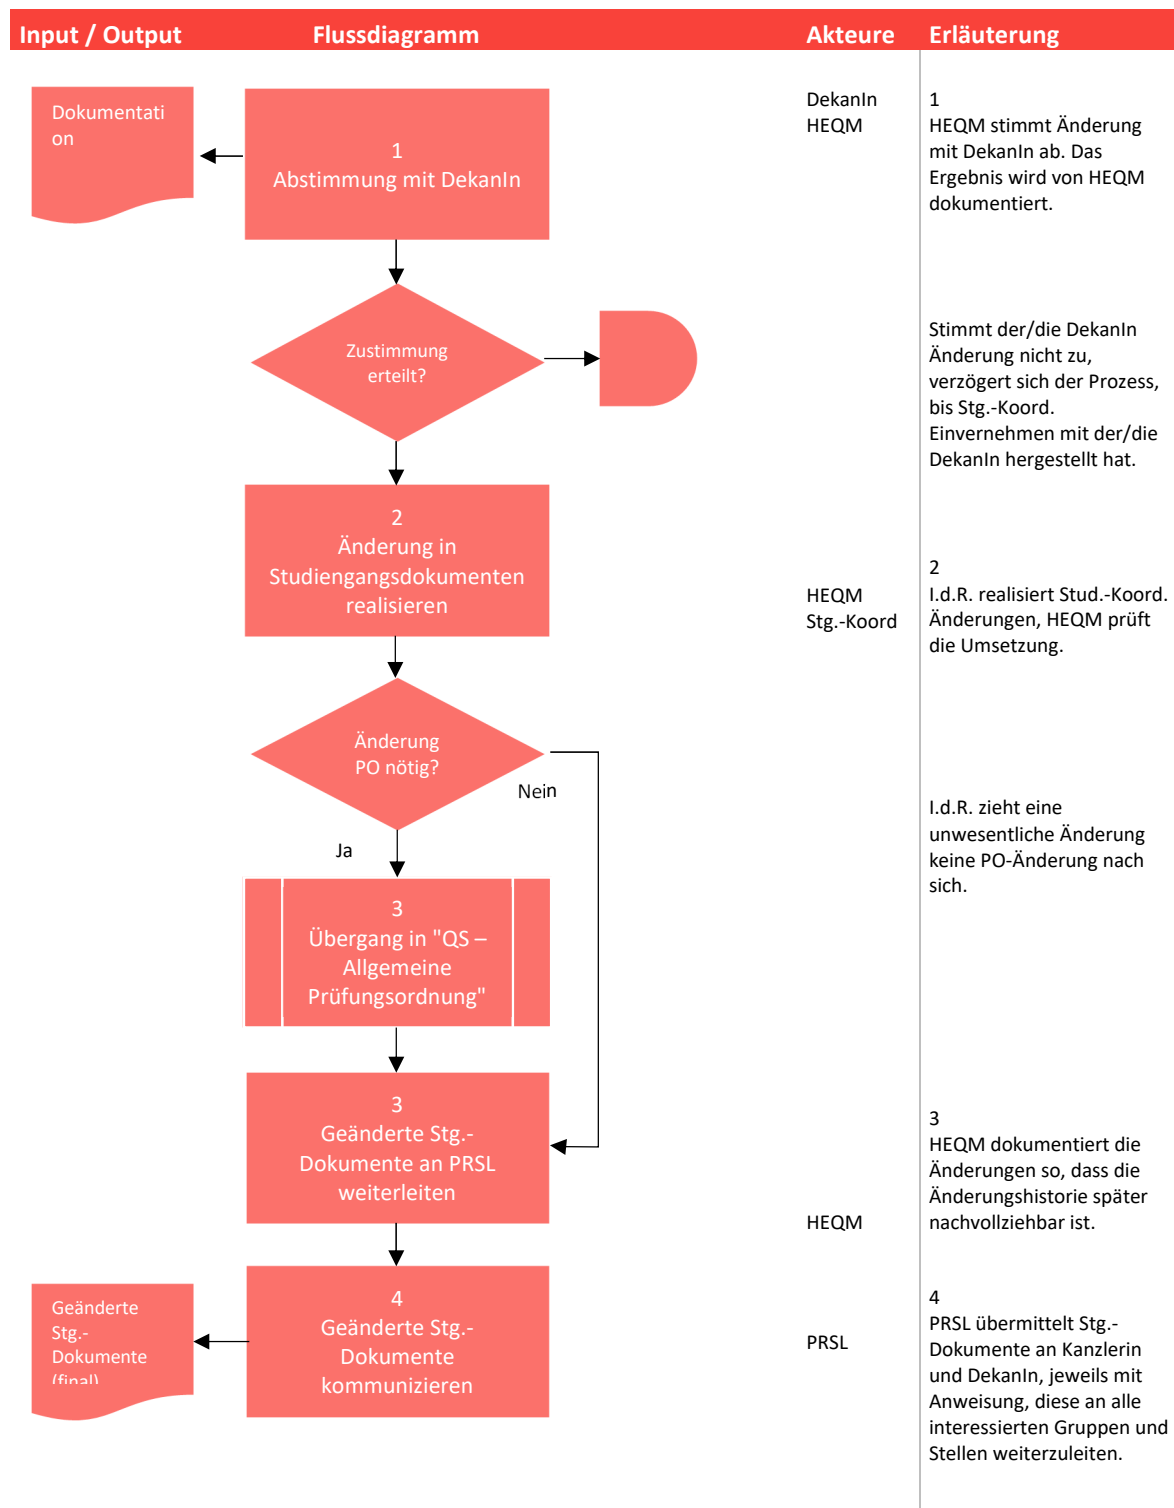 Input / Output Flussdiagramm Akteure Erläuterung
Dokumentati
on
1
Abstimmung mit DekanIn
DekanIn
HEQM
1
HEQM stimmt Änderung
mit DekanIn ab. Das
Ergebnis wird von HEQM
dokumentiert.
Zustimmung
erteilt?
Stimmt der/die DekanIn
Änderung nicht zu,
verzögert sich der Prozess,
bis Stg.-Koord.
Einvernehmen mit der/die
DekanIn hergestellt hat.
2
Änderung in
Studiengangsdokumenten
realisieren
HEQM
Stg.-Koord
2
I.d.R. realisiert Stud.-Koord.
Änderungen, HEQM prüft
die Umsetzung.
Änderung
PO nötig?
Nein
Ja
I.d.R. zieht eine
unwesentliche Änderung
keine PO-Änderung nach
sich.
3
Übergang in "QS –
Allgemeine
Prüfungsordnung"
3
Geänderte Stg.-
Dokumente an PRSL
weiterleiten
HEQM
3
HEQM dokumentiert die
Änderungen so, dass die
Änderungshistorie später
nachvollziehbar ist.
Geänderte
Stg.-
Dokumente
(final)
4
Geänderte Stg.-
Dokumente
kommunizieren
PRSL
4
PRSL übermittelt Stg.-
Dokumente an Kanzlerin
und DekanIn, jeweils mit
Anweisung, diese an alle
interessierten Gruppen und
Stellen weiterzuleiten.